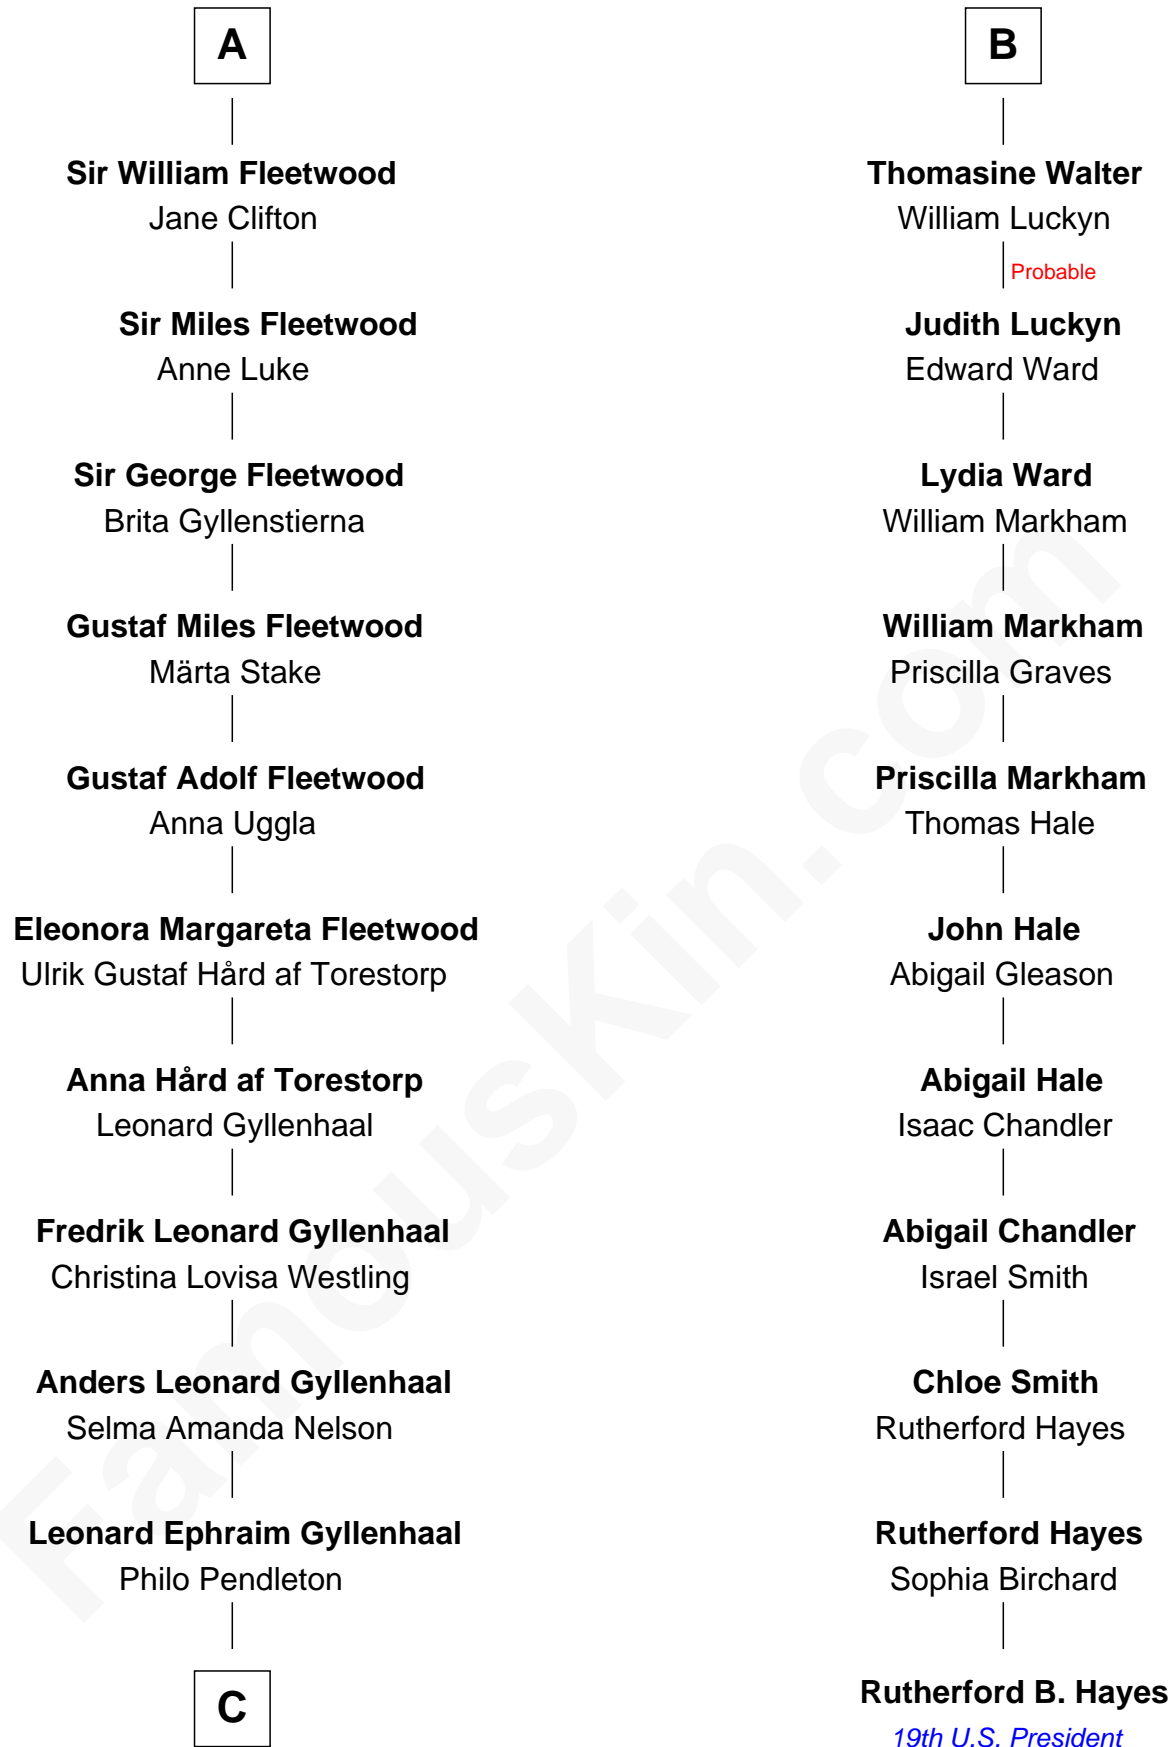 A
Sir William Fleetwood
Jane Clifton
Sir Miles Fleetwood
Anne Luke
Sir George Fleetwood
Brita Gyllenstierna
Gustaf Miles Fleetwood
Märta Stake
Gustaf Adolf Fleetwood
Anna Uggla
Eleonora Margareta Fleetwood
Ulrik Gustaf Hård af Torestorp
Anna Hård af Torestorp
Leonard Gyllenhaal
Fredrik Leonard Gyllenhaal
Christina Lovisa Westling
Anders Leonard Gyllenhaal
Selma Amanda Nelson
Leonard Ephraim Gyllenhaal
Philo Pendleton
C
B
Thomasine Walter
William Luckyn
Probable
Judith Luckyn
Edward Ward
Lydia Ward
William Markham
William Markham
Priscilla Graves
Priscilla Markham
Thomas Hale
John Hale
Abigail Gleason
Abigail Hale
Isaac Chandler
Abigail Chandler
Israel Smith
Chloe Smith
Rutherford Hayes
Rutherford Hayes
Sophia Birchard
Rutherford B. Hayes
19th U.S. President
FamousKin.com